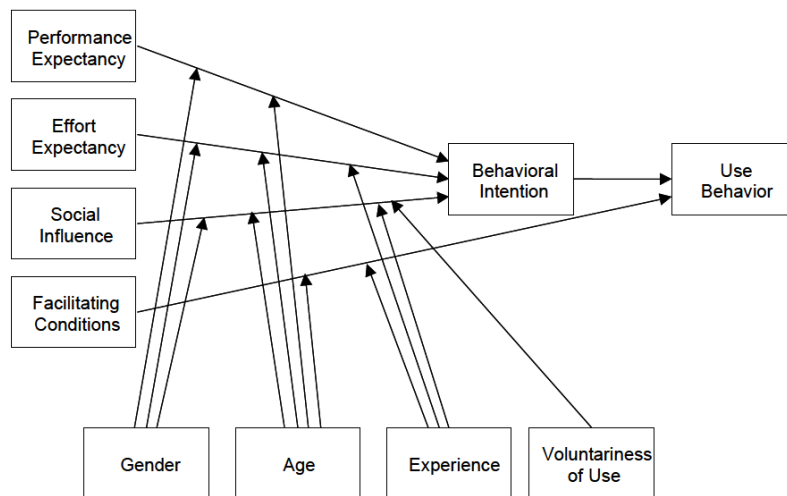 Performance
Expectancy
Effort
Expectancy
Social
Influence
Facilitating
Conditions
Behavioral
Intention
Use
Behavior
Gender
Age
Experience
Voluntariness
of Use